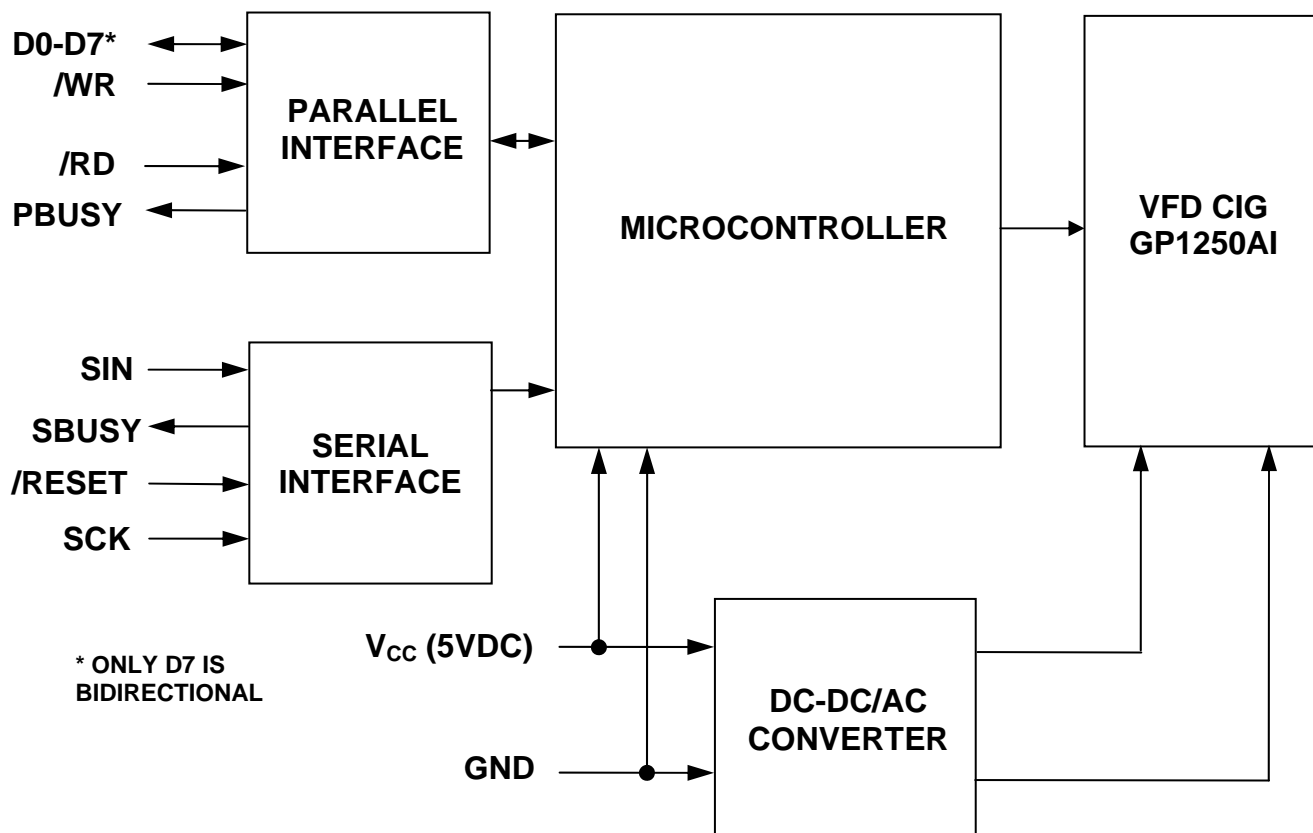 D0-D7*
/WR
/RD
PBUSY
PARALLEL
INTERFACE
MICROCONTROLLER
VFD CIG
GP1250AI
SIN
SBUSY
/RESET
SCK
SERIAL
INTERFACE
* ONLY D7 IS
BIDIRECTIONAL
VCC (5VDC)
GND
DC-DC/AC
CONVERTER